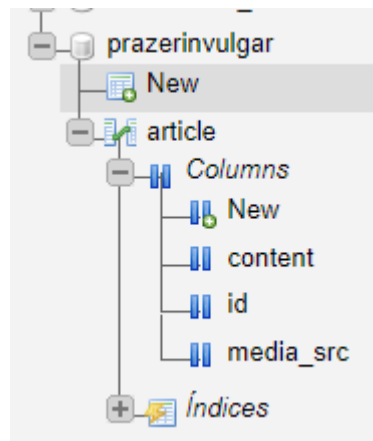 prazerinvulgar
New
article
Columns
New
content
id
media_src
Índices